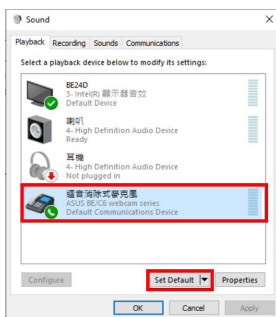 Sound
Playback Recording Sounds Communications
Select a playback device below to modify its settings:
BE24D
3- Intel(R) 顯示器音效
Default Device
喇叭
4- High Definition Audio Device
Ready
耳機
4- High Definition Audio Device
Not plugged in
迴音消除式麥克風
ASUS BE/C6 webcam series
Default Communications Device
Configure Set Default Properties
OK Cancel Apply